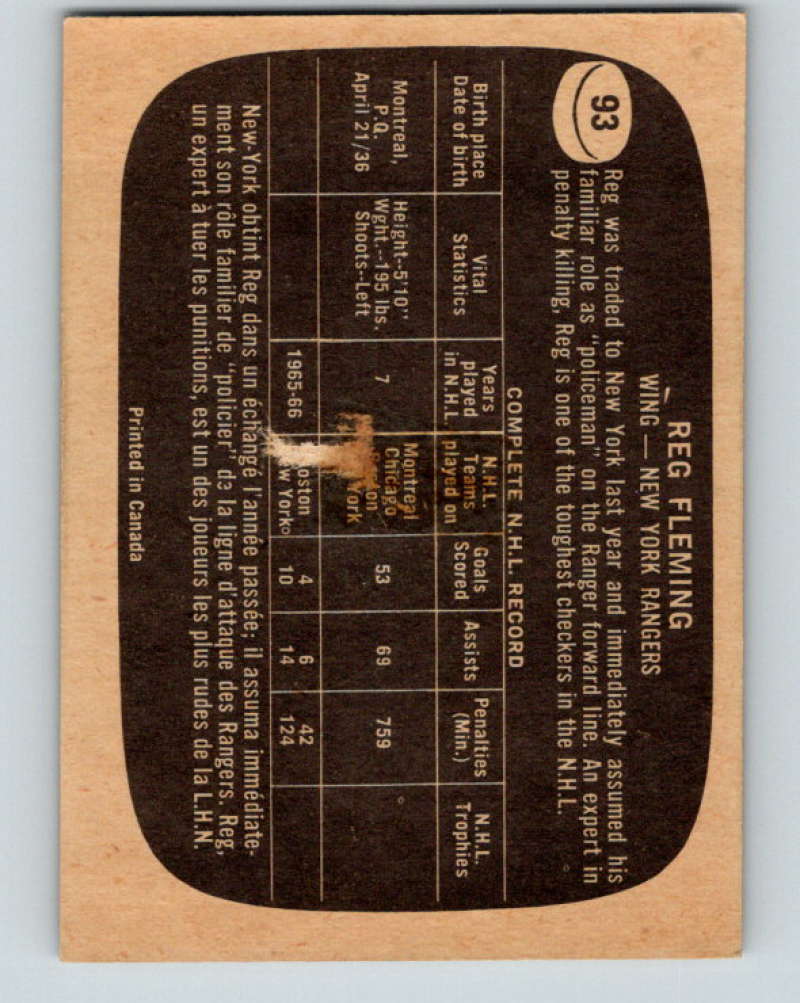 93
REG FLEMING
WING — NEW YORK RANGERS
Reg was traded to New York last year and immediately assumed his
familiar role as "policeman" on the Ranger forward line. An expert in
penalty killing, Reg is one of the toughest checkers in the N.H.L.
COMPLETE N.H.L. RECORD
Birth place
Date of birth
Vital
Statistics
Years
played
in N.H.L.
N.H.L.
Teams
played on
Goals
Scored
Assists
Penalties
(Min.)
N.H.L.
Trophies
Montreal,
P.Q.
April 21/36
Height--5'10"
Wght.--195 lbs.
Shoots--Left
7
Montreal
Chicago
York
53
69
759
1965-66
oston
w York
4
10
6
14
42
124
New-York obtint Reg dans un échange l'année passée; il assuma immédiate-
ment son rôle familier de "policier" de la ligne d'attaque des Rangers. Reg,
un expert à tuer les punitions, est un des joueurs les plus rudes de la L.H.N.
Printed in Canada